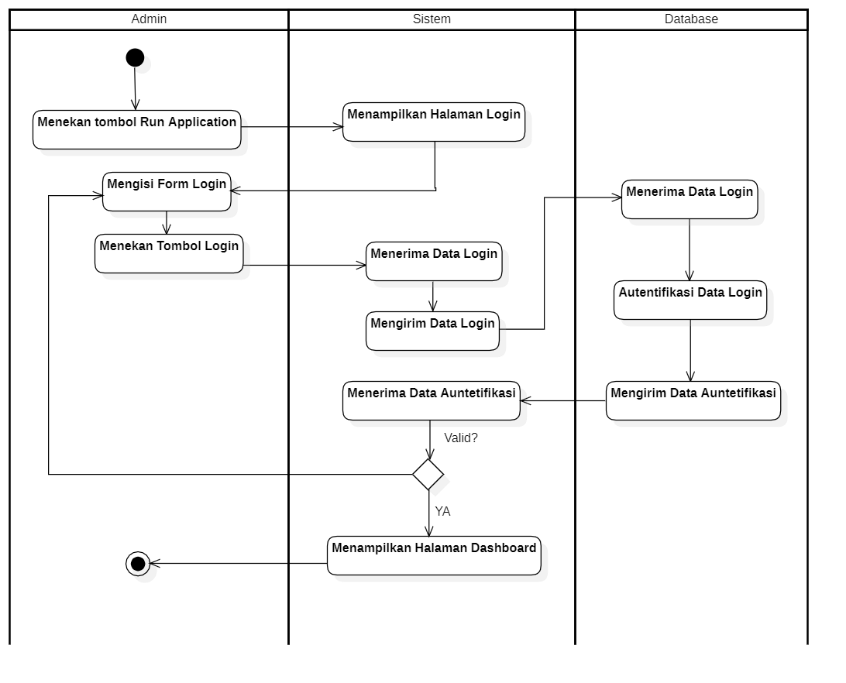 Admin
Sistem
Database
Menekan tombol Run Application
Menampilkan Halaman Login
Mengisi Form Login
Menerima Data Login
Menekan Tombol Login
Menerima Data Login
Autentifikasi Data Login
Mengirim Data Login
Menerima Data Auntetifikasi
Mengirim Data Auntetifikasi
Valid?
YA
Menampilkan Halaman Dashboard